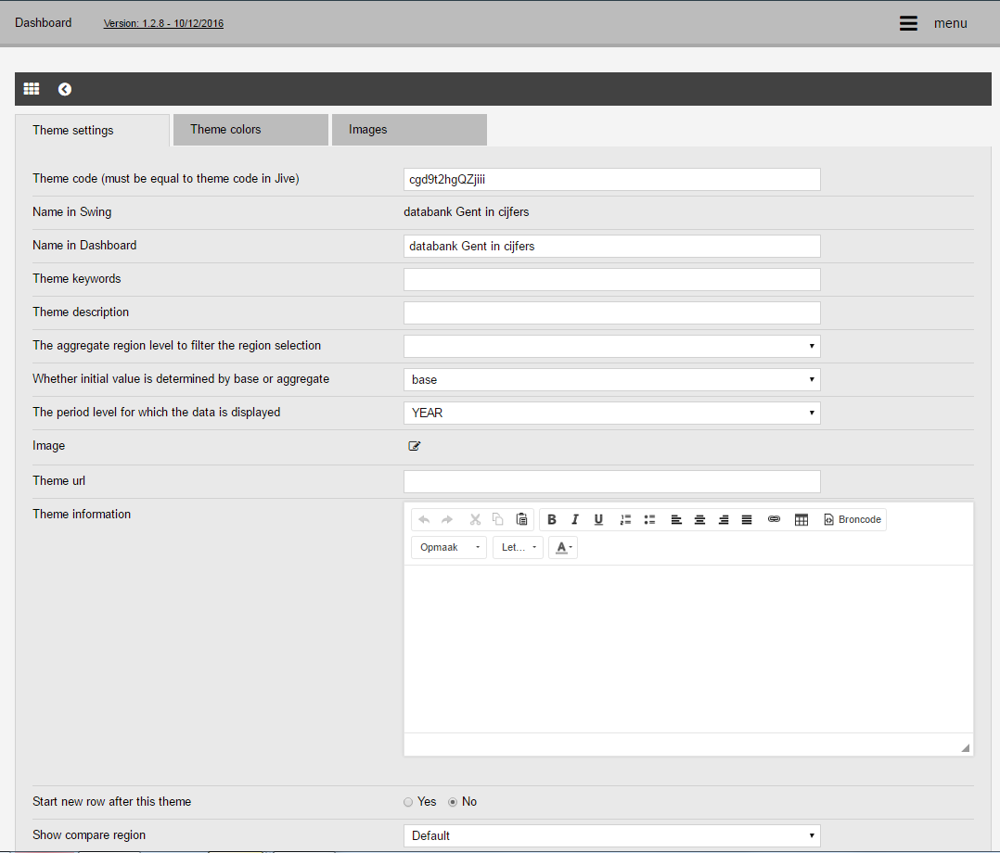 Dashboard Version: 1.2.8 - 10/12/2016 menu
Theme settings Theme colors Images
Theme code (must be equal to theme code in Jive) cgd9t2hgQZjiii
Name in Swing databank Gent in cijfers
Name in Dashboard databank Gent in cijfers
Theme keywords
Theme description
The aggregate region level to filter the region selection
Whether initial value is determined by base or aggregate base
The period level for which the data is displayed YEAR
Image
Theme url
Theme information
B I U Broncode
Opmaak Let... A
Start new row after this theme Yes No
Show compare region Default